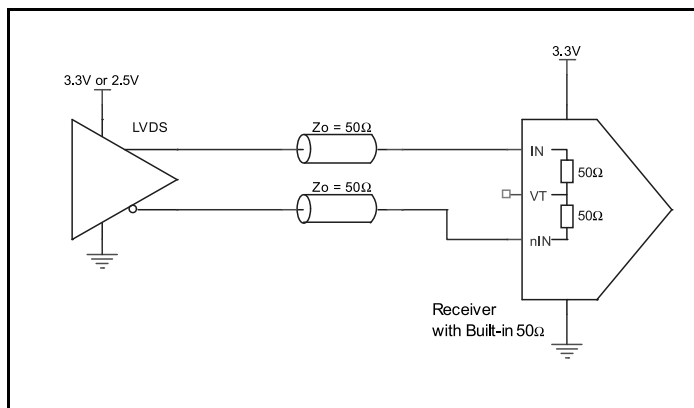 3.3V
3.3V or 2.5V
LVDS
Zo = 50Ω
IN
50Ω
Zo = 50Ω
VT
50Ω
nIN
Receiver
with Built-in 50Ω